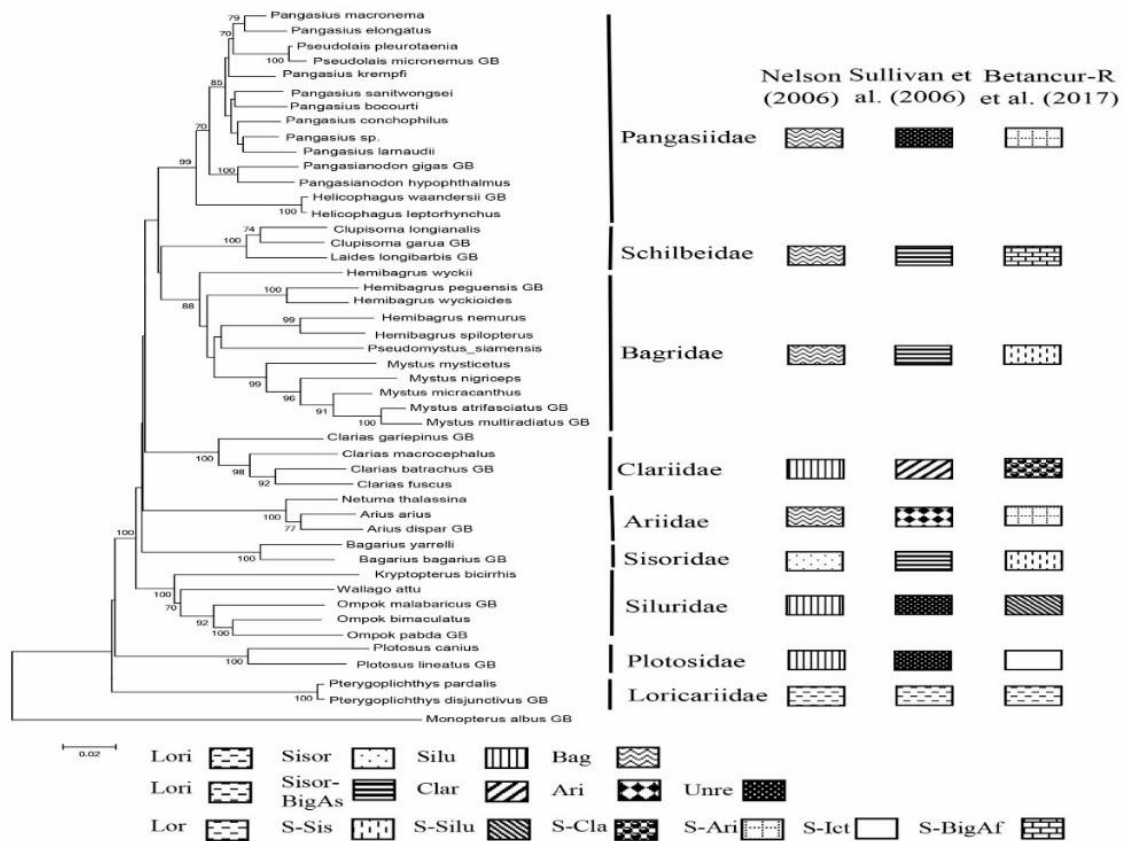 Pangasius macronema
Pangasius elongatus
Pseudolais pleurotaenia
Pseudolais micronemus GB
Pangasius krempfi
Pangasius sanitwongsei
Pangasius bocourti
Pangasius conchophilus
Pangasius sp.
Pangasius larnaudii
Pangasianodon gigas GB
Pangasianodon hypophthalmus
Helicophagus waandersii GB
Helicophagus leptorhynchus
Clupisoma longianalis
Clupisoma garua GB
Laides longibarbis GB
Hemibagrus wyckii
Hemibagrus peguensis GB
Hemibagrus wyckioides
Hemibagrus nemurus
Hemibagrus spilopterus
Pseudomystus_siamensis
Mystus mysticetus
Mystus nigriceps
Mystus micracanthus
Mystus atrifasciatus GB
Mystus multiradiatus GB
Clarias gariepinus GB
Clarias macrocephalus
Clarias batrachus GB
Clarias fuscus
Netuma thalassina
Arius arius
Arius dispar GB
Bagarius yarrelli
Bagarius bagarius GB
Kryptopterus bicirrhis
Wallago attu
Ompok malabaricus GB
Ompok bimaculatus
Ompok pabda GB
Plotosus canius
Plotosus lineatus GB
Pterygoplichthys pardalis
Pterygoplichthys disjunctivus GB
Monopterus albus GB
79
70
100
85
70
99
100
100
74
100
88
100
99
99
96
91
100
100
98
92
100
77
100
100
100
70
92
100
100
100
0.02
Nelson Sullivan et Betancur-R
(2006) al. (2006) et al. (2017)
Pangasiidae
Schilbeidae
Bagridae
Clariidae
Ariidae
Sisoridae
Siluridae
Plotosidae
Loricariidae
Lori Sisor Silu Bag
Lori Sisor-BigAs Clar Ari Unre
Lor S-Sis S-Silu S-Cla S-Ari S-Ict S-BigAf